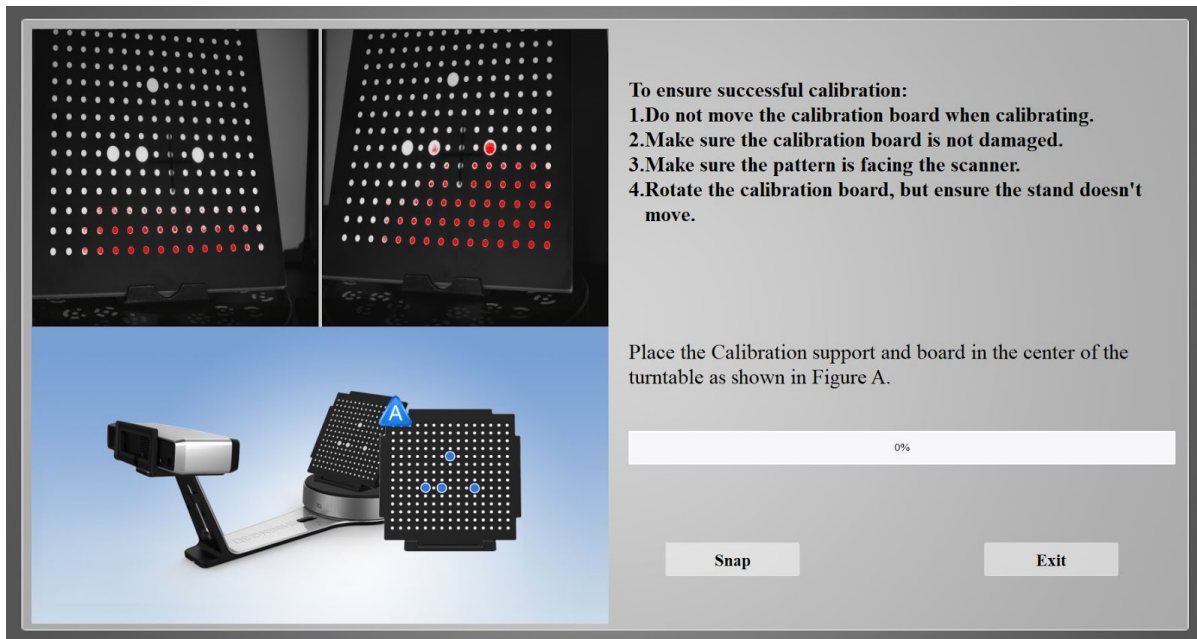 To ensure successful calibration:
1.Do not move the calibration board when calibrating.
2.Make sure the calibration board is not damaged.
3.Make sure the pattern is facing the scanner.
4.Rotate the calibration board, but ensure the stand doesn't
move.
Place the Calibration support and board in the center of the
turntable as shown in Figure A.
A
0%
Snap
Exit